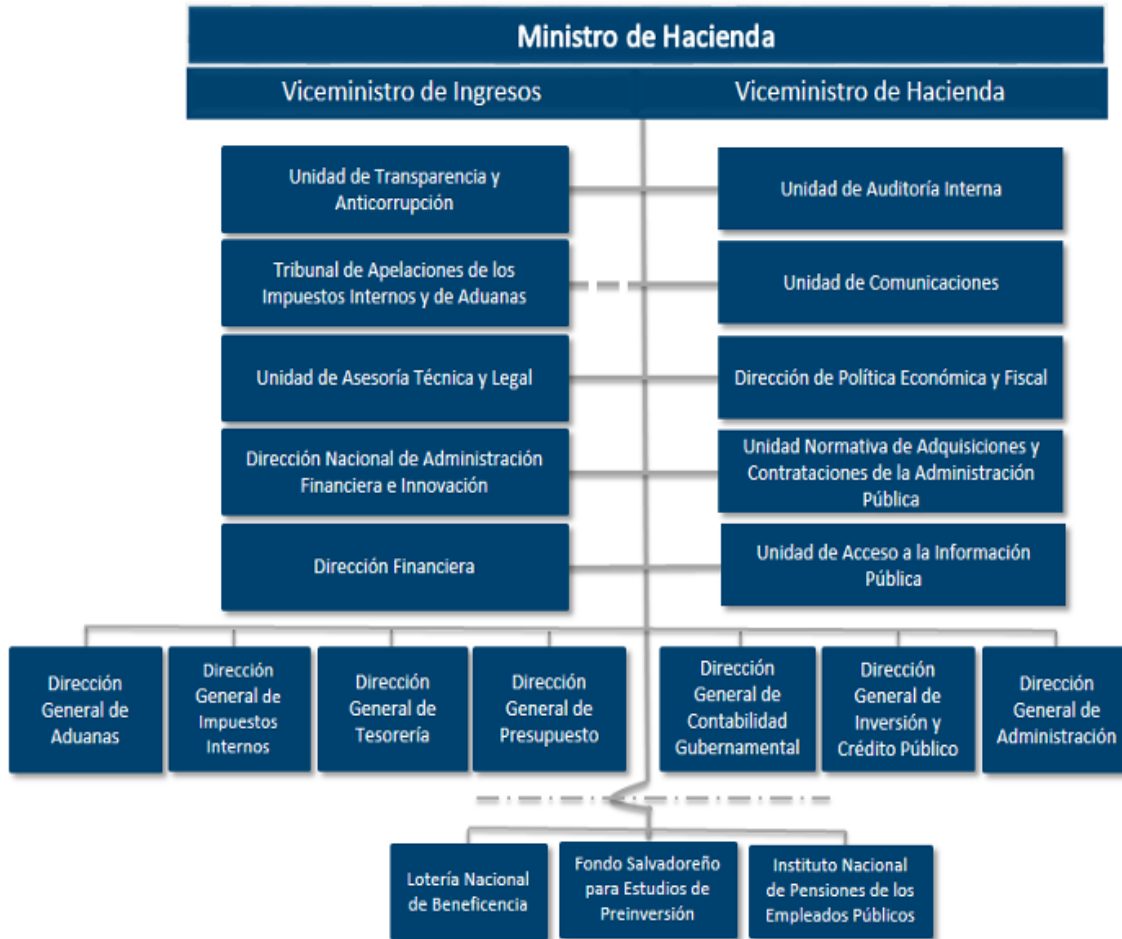 Ministro de Hacienda
Viceministro de Ingresos
Viceministro de Hacienda
Unidad de Transparencia y
Anticorrupción
Unidad de Auditoría Interna
Tribunal de Apelaciones de los
Impuestos Internos y de Aduanas
Unidad de Comunicaciones
Unidad de Asesoría Técnica y Legal
Dirección de Política Económica y Fiscal
Dirección Nacional de Administración
Financiera e Innovación
Unidad Normativa de Adquisiciones y
Contrataciones de la Administración
Pública
Dirección Financiera
Unidad de Acceso a la Información
Pública
Dirección
General de
Aduanas
Dirección
General de
Impuestos
Internos
Dirección
General de
Tesorería
Dirección
General de
Presupuesto
Dirección
General de
Contabilidad
Gubernamental
Dirección
General de
Inversión y
Crédito Público
Dirección
General de
Administración
Lotería Nacional
de Beneficencia
Fondo Salvadoreño
para Estudios de
Preinversión
Instituto Nacional
de Pensiones de los
Empleados Públicos